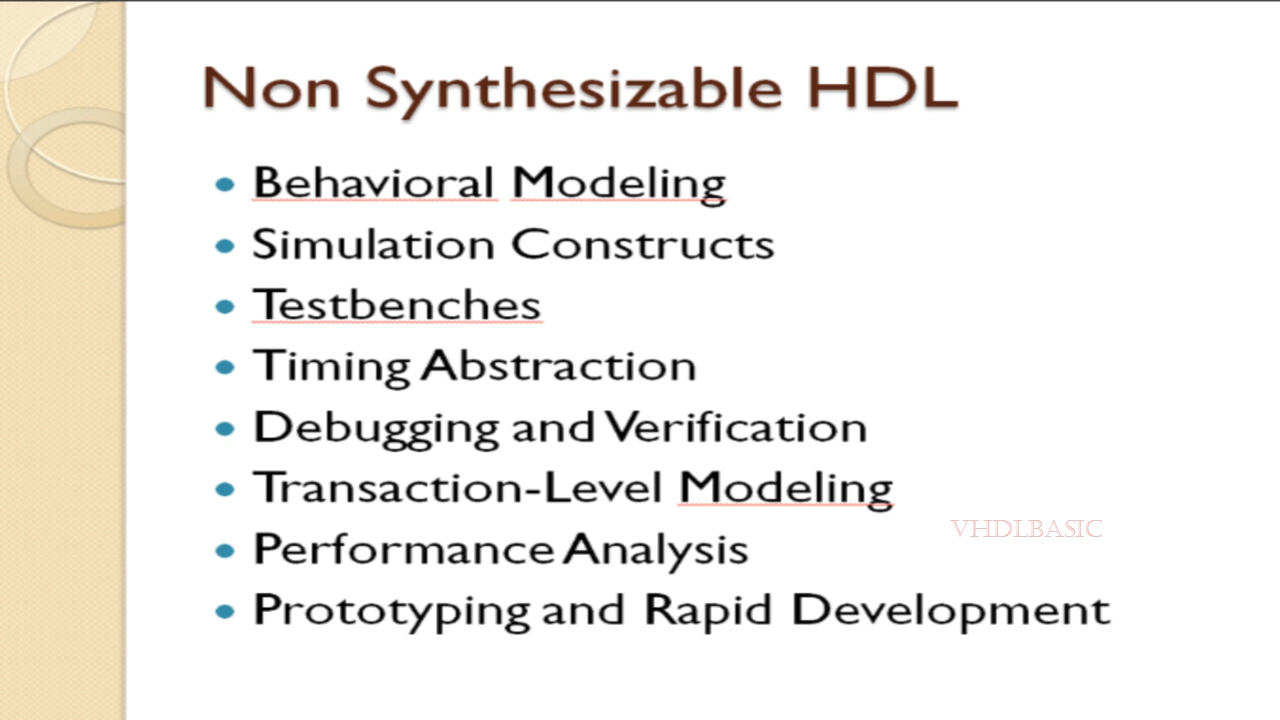 Non Synthesizable HDL
• Behavioral Modeling
• Simulation Constructs
• Testbenches
• Timing Abstraction
• Debugging and Verification
• Transaction-Level Modeling
VHDLBASIC
• Performance Analysis
• Prototyping and Rapid Development